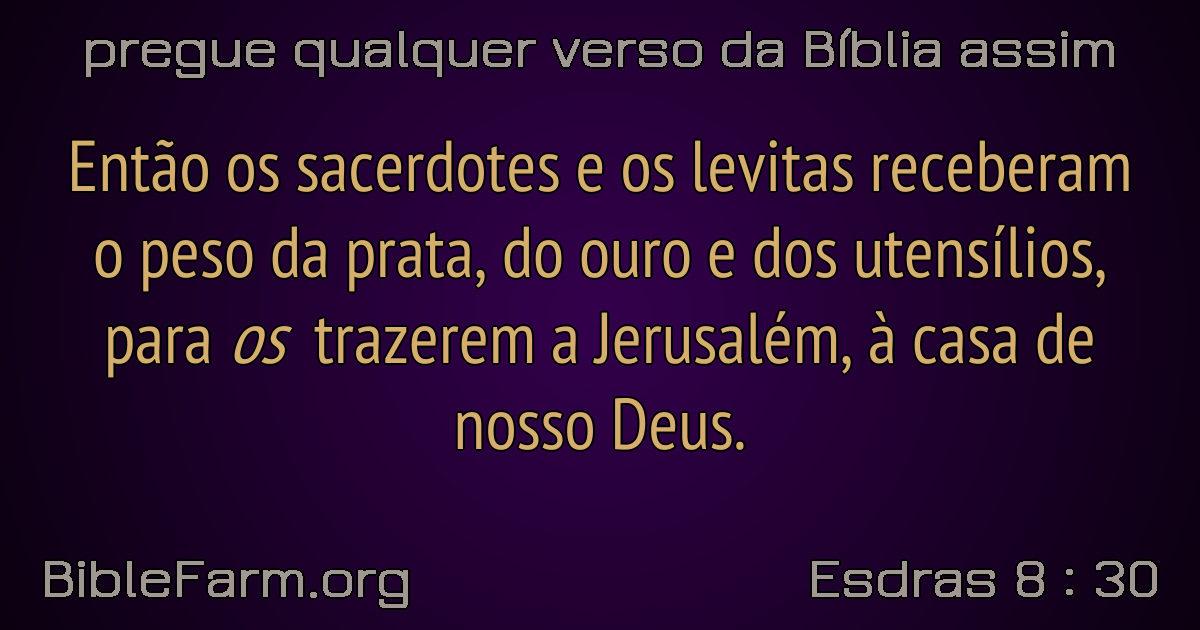 pregue qualquer verso da Bíblia assim
Então os sacerdotes e os levitas receberam
o peso da prata, do ouro e dos utensílios,
para os trazerem a Jerusalém, à casa de
nosso Deus.
BibleFarm.org
Esdras 8 : 30